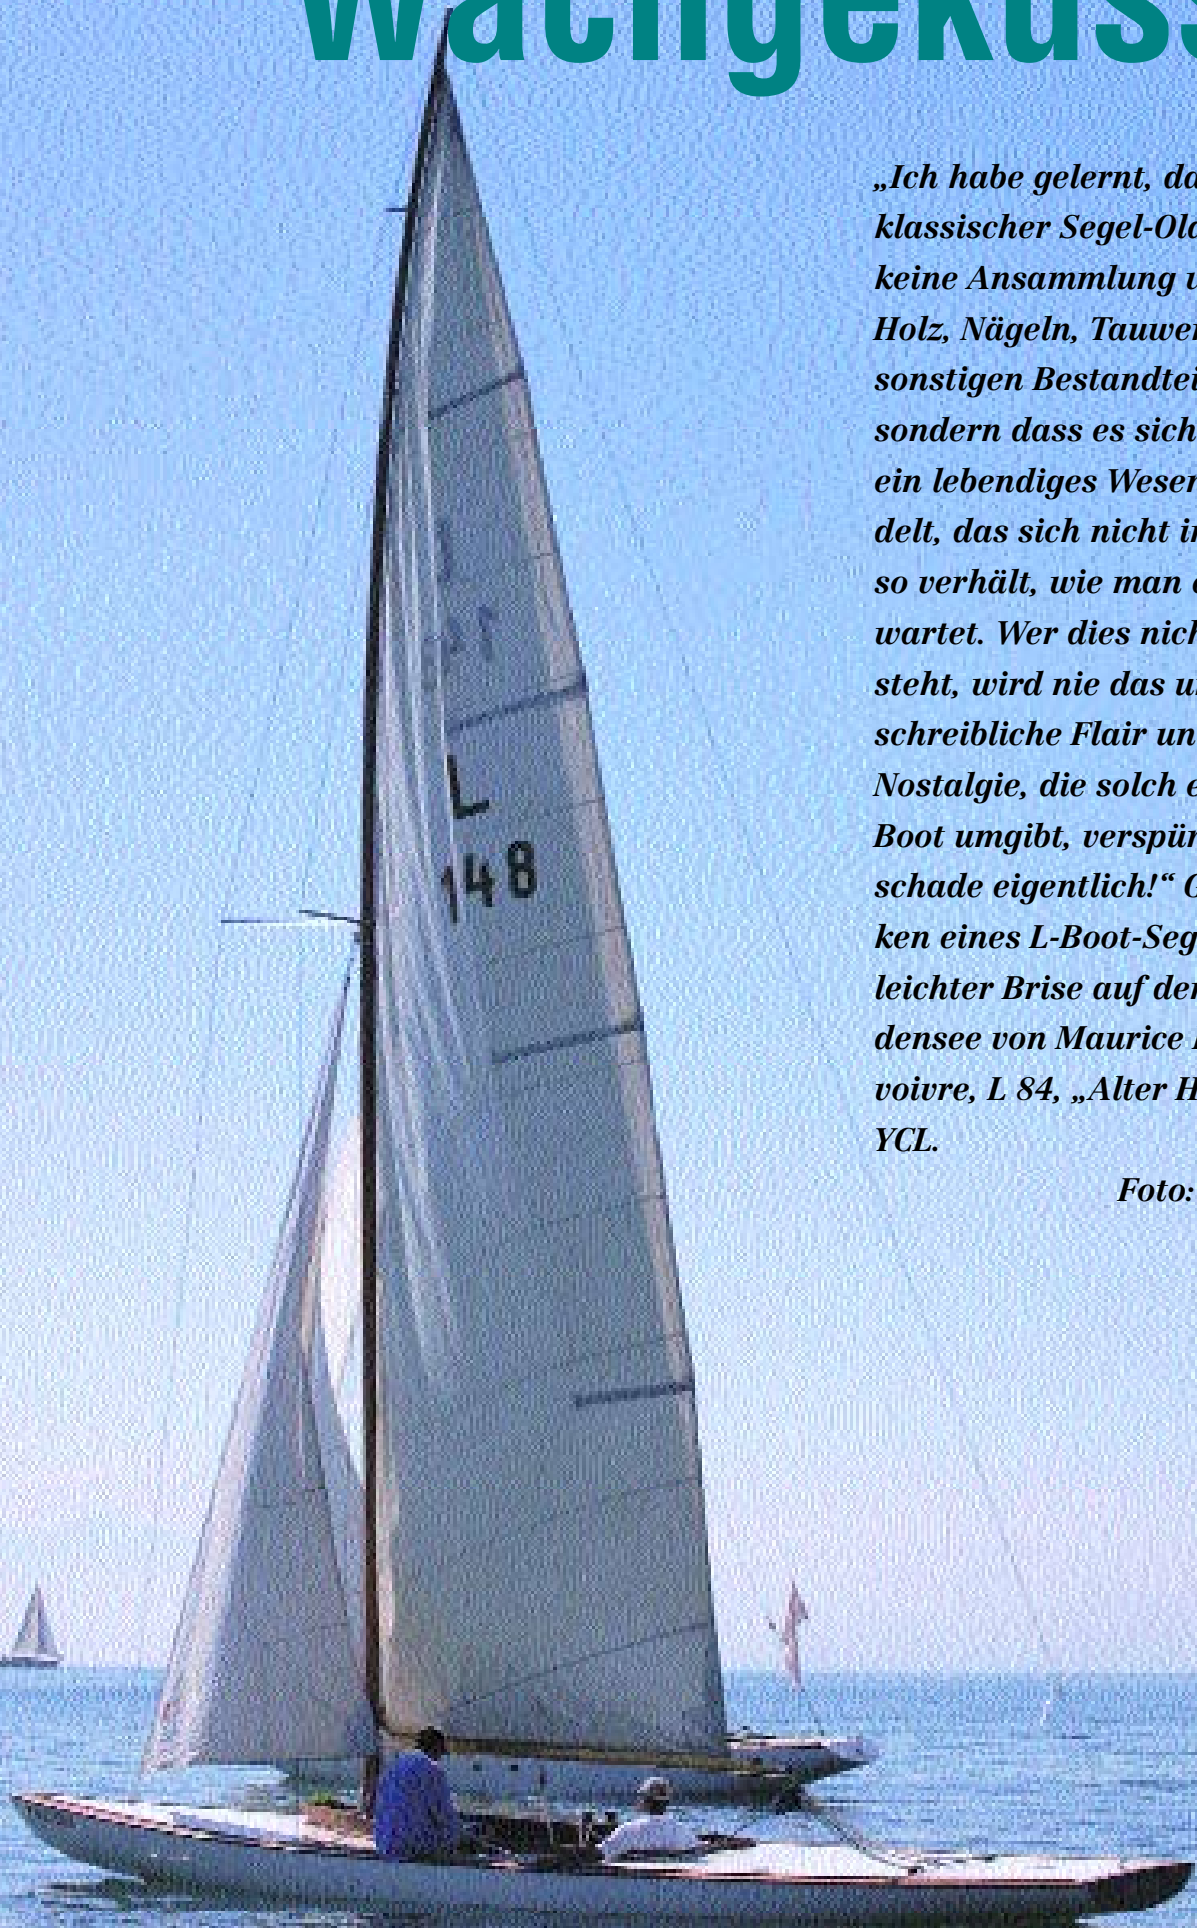 Wachgeküss
„Ich habe gelernt, da
klassischer Segel-Old
keine Ansammlung v
Holz, Nägeln, Tauwer
sonstigen Bestandtei
sondern dass es sich
ein lebendiges Wesen
delt, das sich nicht i
so verhält, wie man e
wartet. Wer dies nich
steht, wird nie das u
schreibliche Flair un
Nostalgie, die solch e
Boot umgibt, verspür
schade eigentlich!“ G
ken eines L-Boot-Seg
leichter Brise auf de
densee von Maurice
voivre, L 84, „Alter H
YCL.
Foto:
L
148